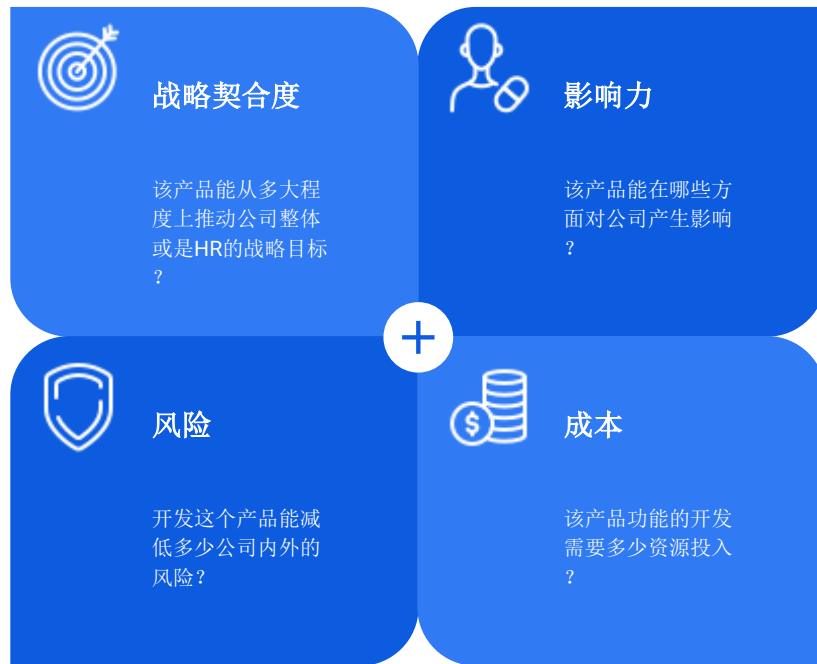 战略契合度
该产品能从多大程
度上推动公司整体
或是HR的战略目标
？
影响力
该产品能在哪些方
面对公司产生影响
？
风险
开发这个产品能减
低多少公司内外的
风险？
成本
该产品功能的开发
需要多少资源投入
？